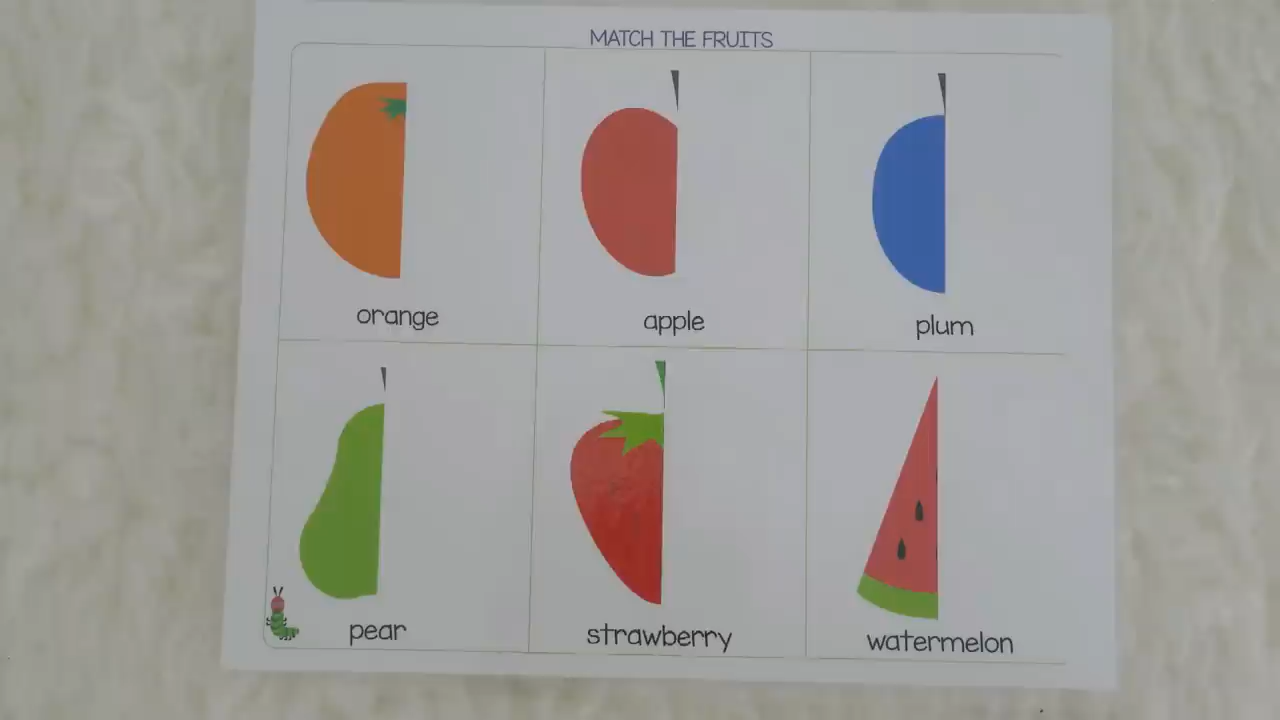 MATCH THE FRUITS
orange
apple
plum
pear
strawberry
watermelon